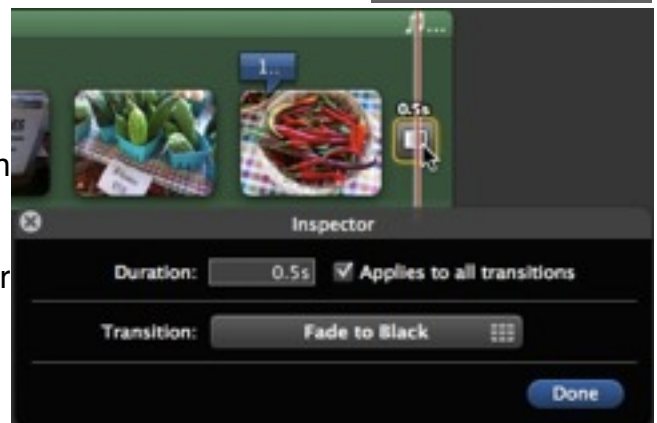 1..
0.5s
n
Inspector
r
Duration: 0.5s Applies to all transitions
Transition: Fade to Black
Done